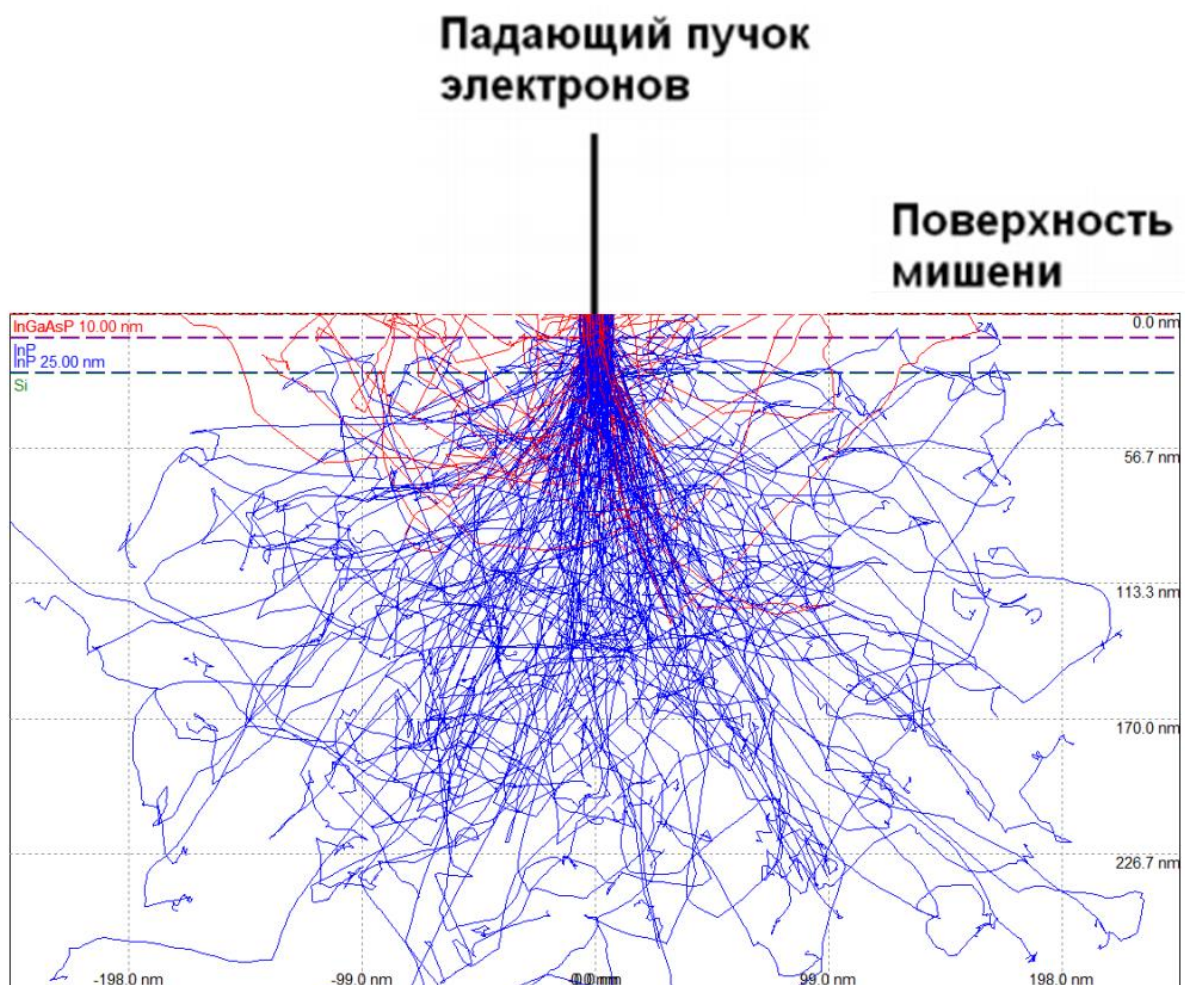 Падающий пучок
электронов
Поверхность
мишени
InGaAsP 10.00 nm
0.0 nm
InP
InP 25.00 nm
Si
56.7 nm
113.3 nm
170.0 nm
226.7 nm
-198.0 nm
-99.0 nm
99.0 nm
198.0 nm